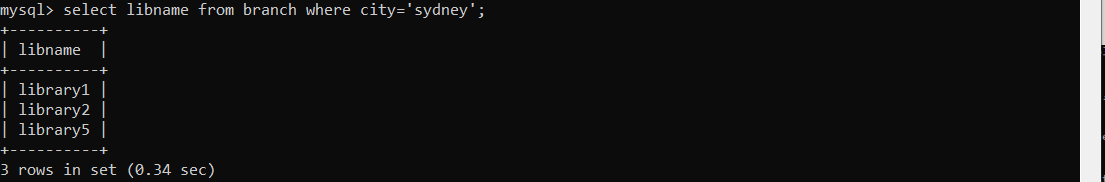 mysql> select libname from branch where city='sydney';
+----------+
| libname  |
+----------+
| library1 |
| library2 |
| library5 |
+----------+
3 rows in set (0.34 sec)